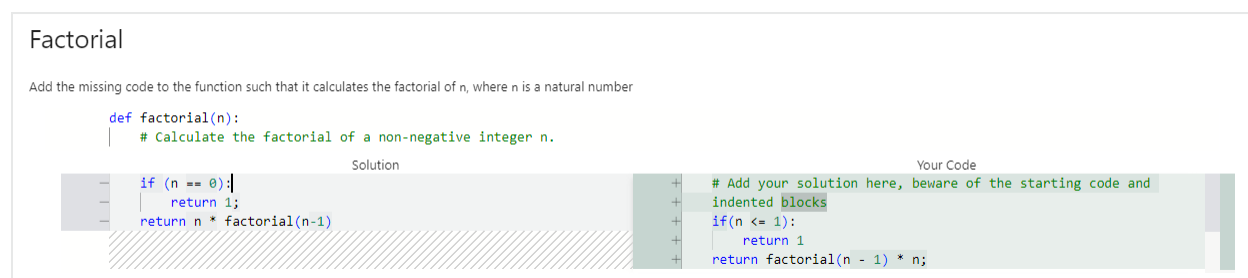 Factorial
Add the missing code to the function such that it calculates the factorial of n, where n is a natural number
def factorial(n):
# Calculate the factorial of a non-negative integer n.
Solution
if (n == 0):
return 1;
return n * factorial(n-1)
Your Code
# Add your solution here, beware of the starting code and
indented blocks
if(n <= 1):
return 1
return factorial(n - 1) * n;